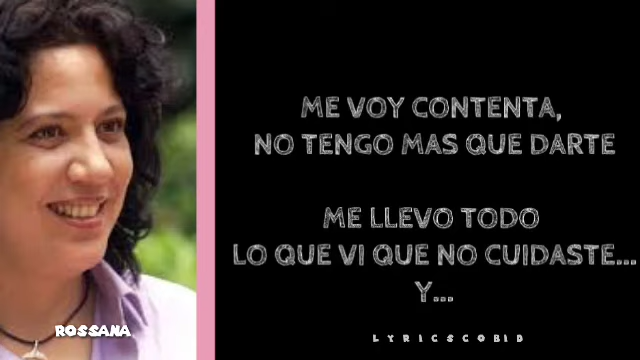 ME VOY CONTENTA,
NO TENGO MAS QUE DARTE
ME LLEVO TODO
LO QUE VI QUE NO CUIDASTE...
Y...
ROSSANA
LYRICSCOBID